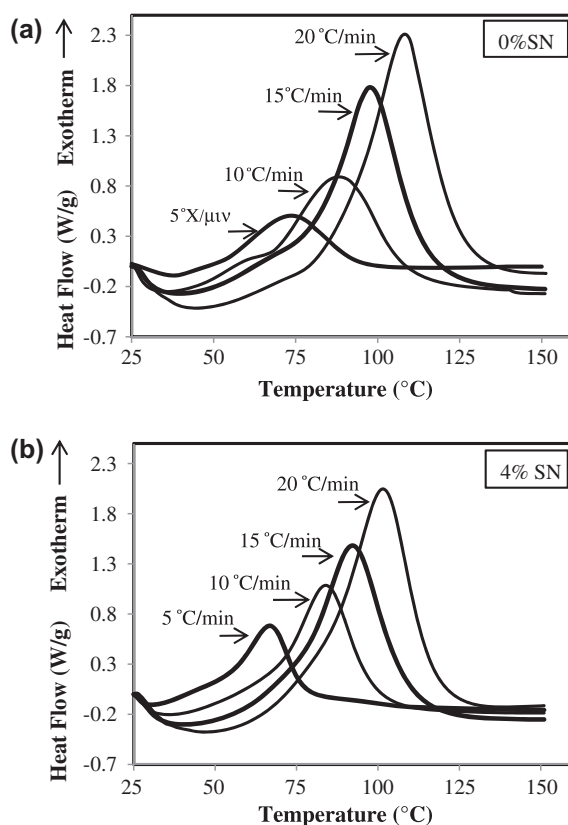 (a)
Heat Flow (W/g) Exotherm
2.3
1.8
1.3
0.8
0.3
-0.2
-0.7
0%SN
20°C/min
15°C/min
10°C/min
5°Χ/μιν
25 50 75 100 125 150
Temperature (°C)
(b)
Heat Flow (W/g) Exotherm
2.3
1.8
1.3
0.8
0.3
-0.2
-0.7
4% SN
20°C/min
15°C/min
10°C/min
5°C/min
25 50 75 100 125 150
Temperature (°C)